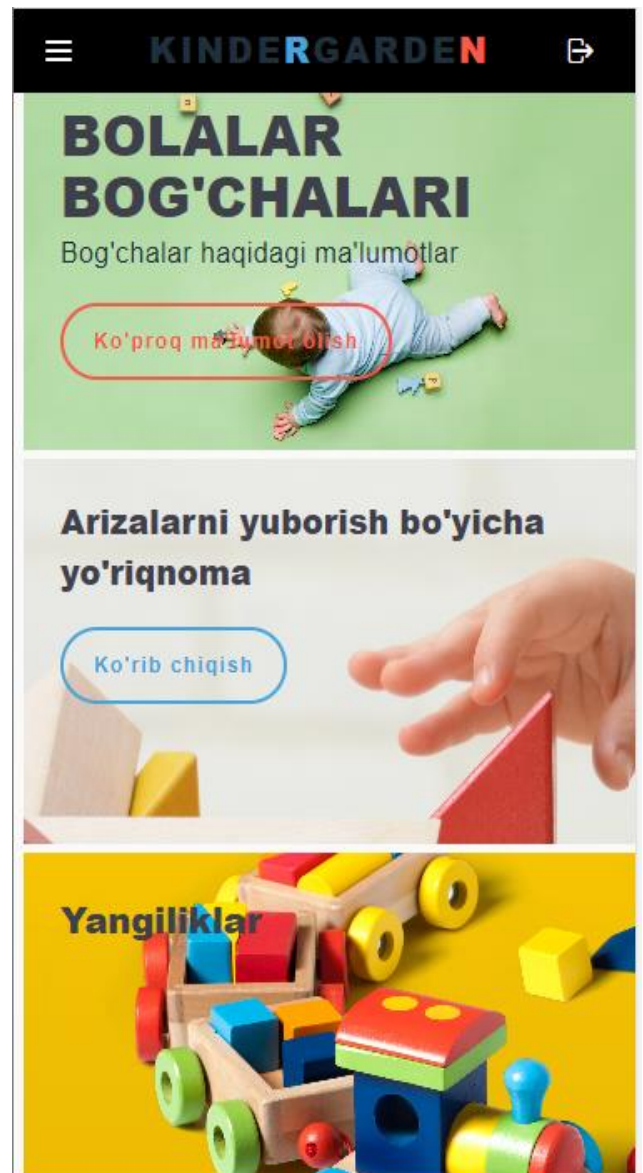 KINDERGARDEN
BOLALAR
BOG'CHALARI
Bog'chalar haqidagi ma'lumotlar
Ko'proq ma'lumot olish
Arizalarni yuborish bo'yicha
yo'riqnoma
Ko'rib chiqish
Yangiliklar